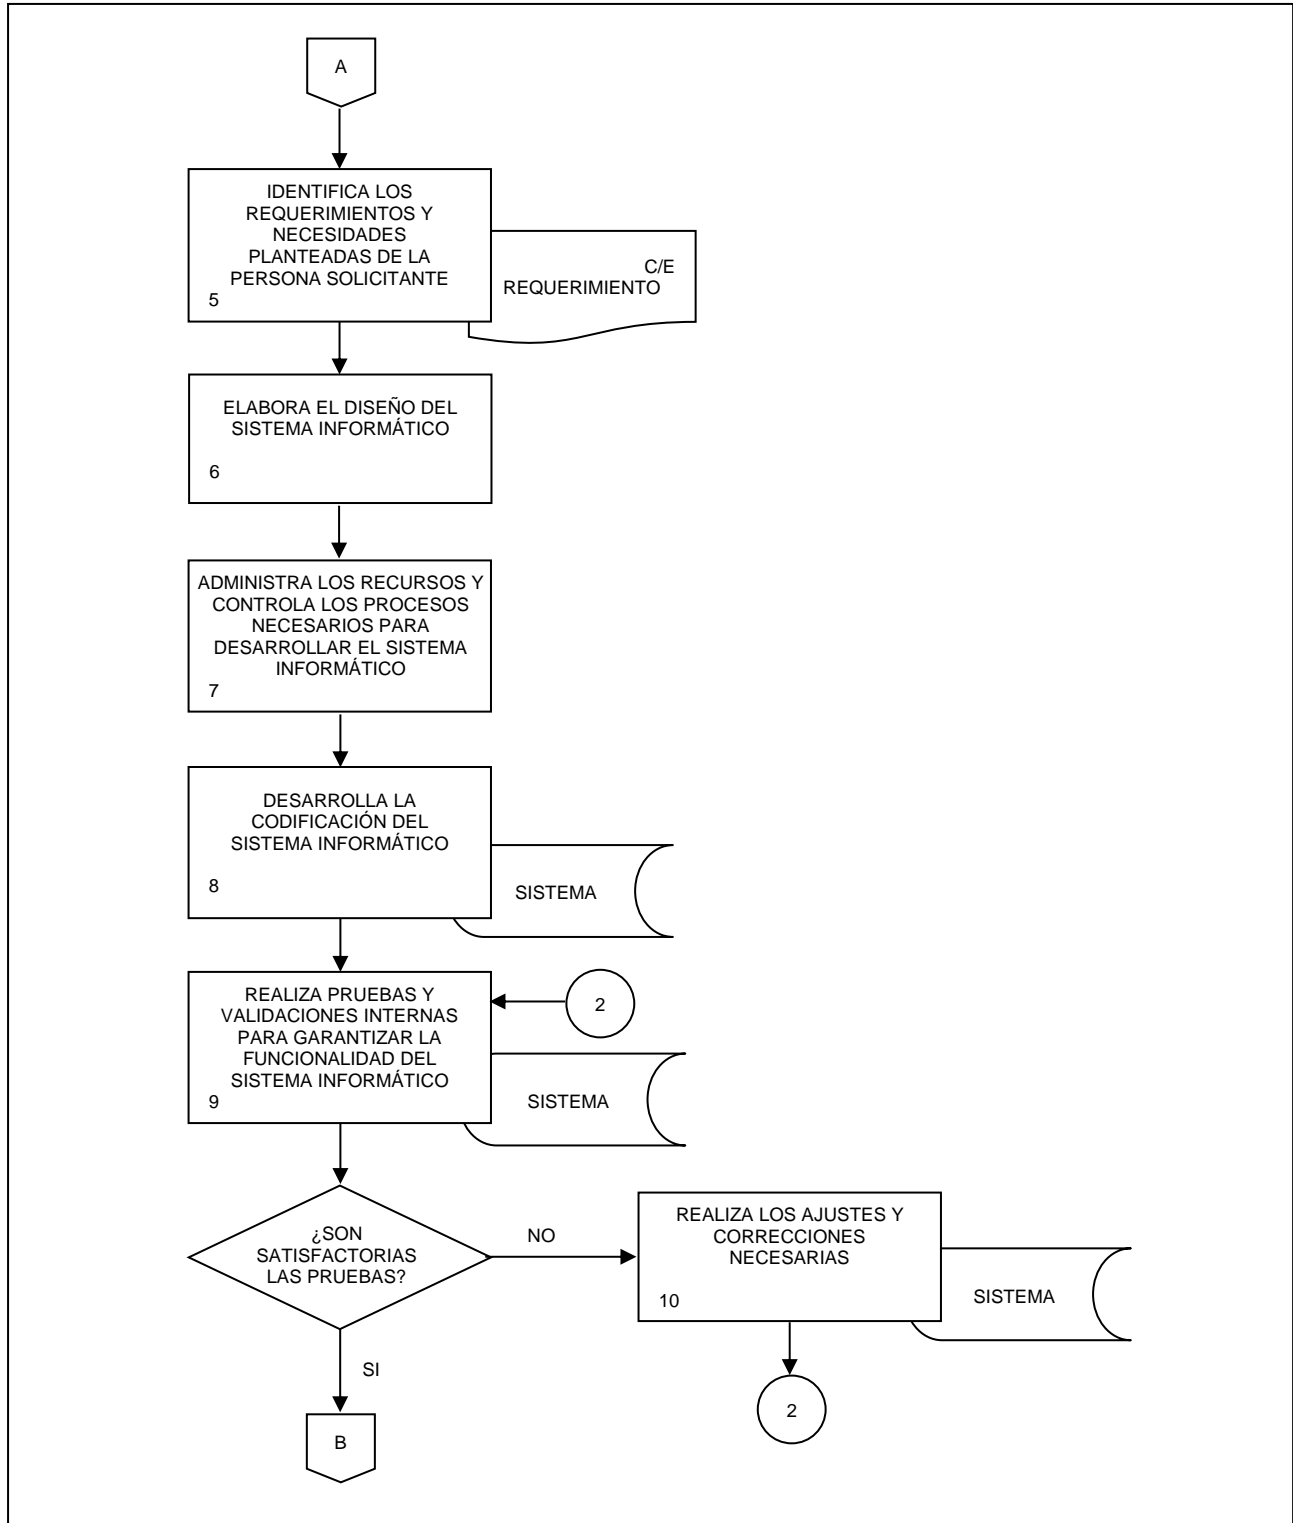 A
IDENTIFICA LOS
REQUERIMIENTOS Y
NECESIDADES
PLANTEADAS DE LA
PERSONA SOLICITANTE
5
C/E
REQUERIMIENTO
ELABORA EL DISEÑO DEL
SISTEMA INFORMÁTICO
6
ADMINISTRA LOS RECURSOS Y
CONTROLA LOS PROCESOS
NECESARIOS PARA
DESARROLLAR EL SISTEMA
INFORMÁTICO
7
DESARROLLA LA
CODIFICACIÓN DEL
SISTEMA INFORMÁTICO
8
SISTEMA
REALIZA PRUEBAS Y
VALIDACIONES INTERNAS
PARA GARANTIZAR LA
FUNCIONALIDAD DEL
SISTEMA INFORMÁTICO
9
2
SISTEMA
¿SON
SATISFACTORIAS
LAS PRUEBAS?
NO
REALIZA LOS AJUSTES Y
CORRECCIONES
NECESARIAS
10
SISTEMA
SI
2
B